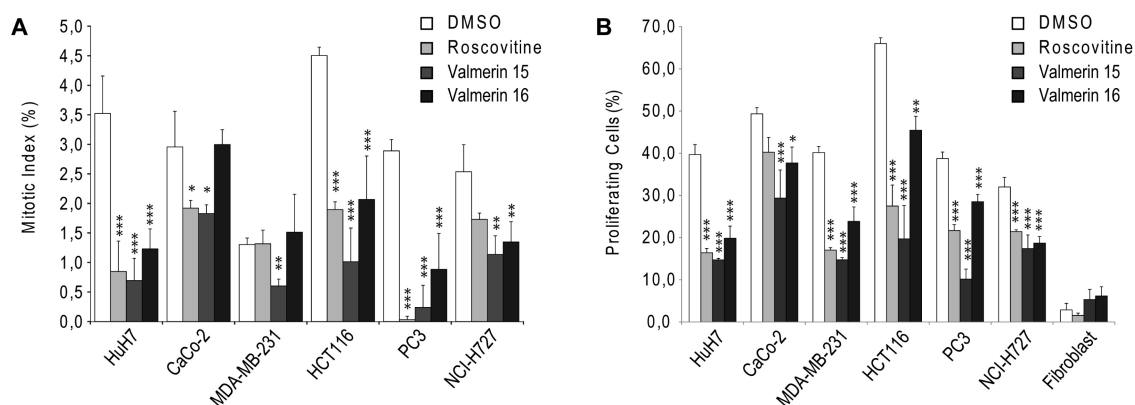 A
Mitotic Index (%)
5,0
4,5
4,0
3,5
3,0
2,5
2,0
1,5
1,0
0,5
0,0
DMSO
Roscovitine
Valmerin 15
Valmerin 16
***
***
***
*
*
**
***
***
***
***
***
***
**
**
HuH7
CaCo-2
MDA-MB-231
HCT116
PC3
NCI-H727
B
Proliferating Cells (%)
70,0
60,0
50,0
40,0
30,0
20,0
10,0
0,0
DMSO
Roscovitine
Valmerin 15
Valmerin 16
***
***
***
***
*
***
***
***
***
***
**
***
***
***
***
***
***
HuH7
CaCo-2
MDA-MB-231
HCT116
PC3
NCI-H727
Fibroblast